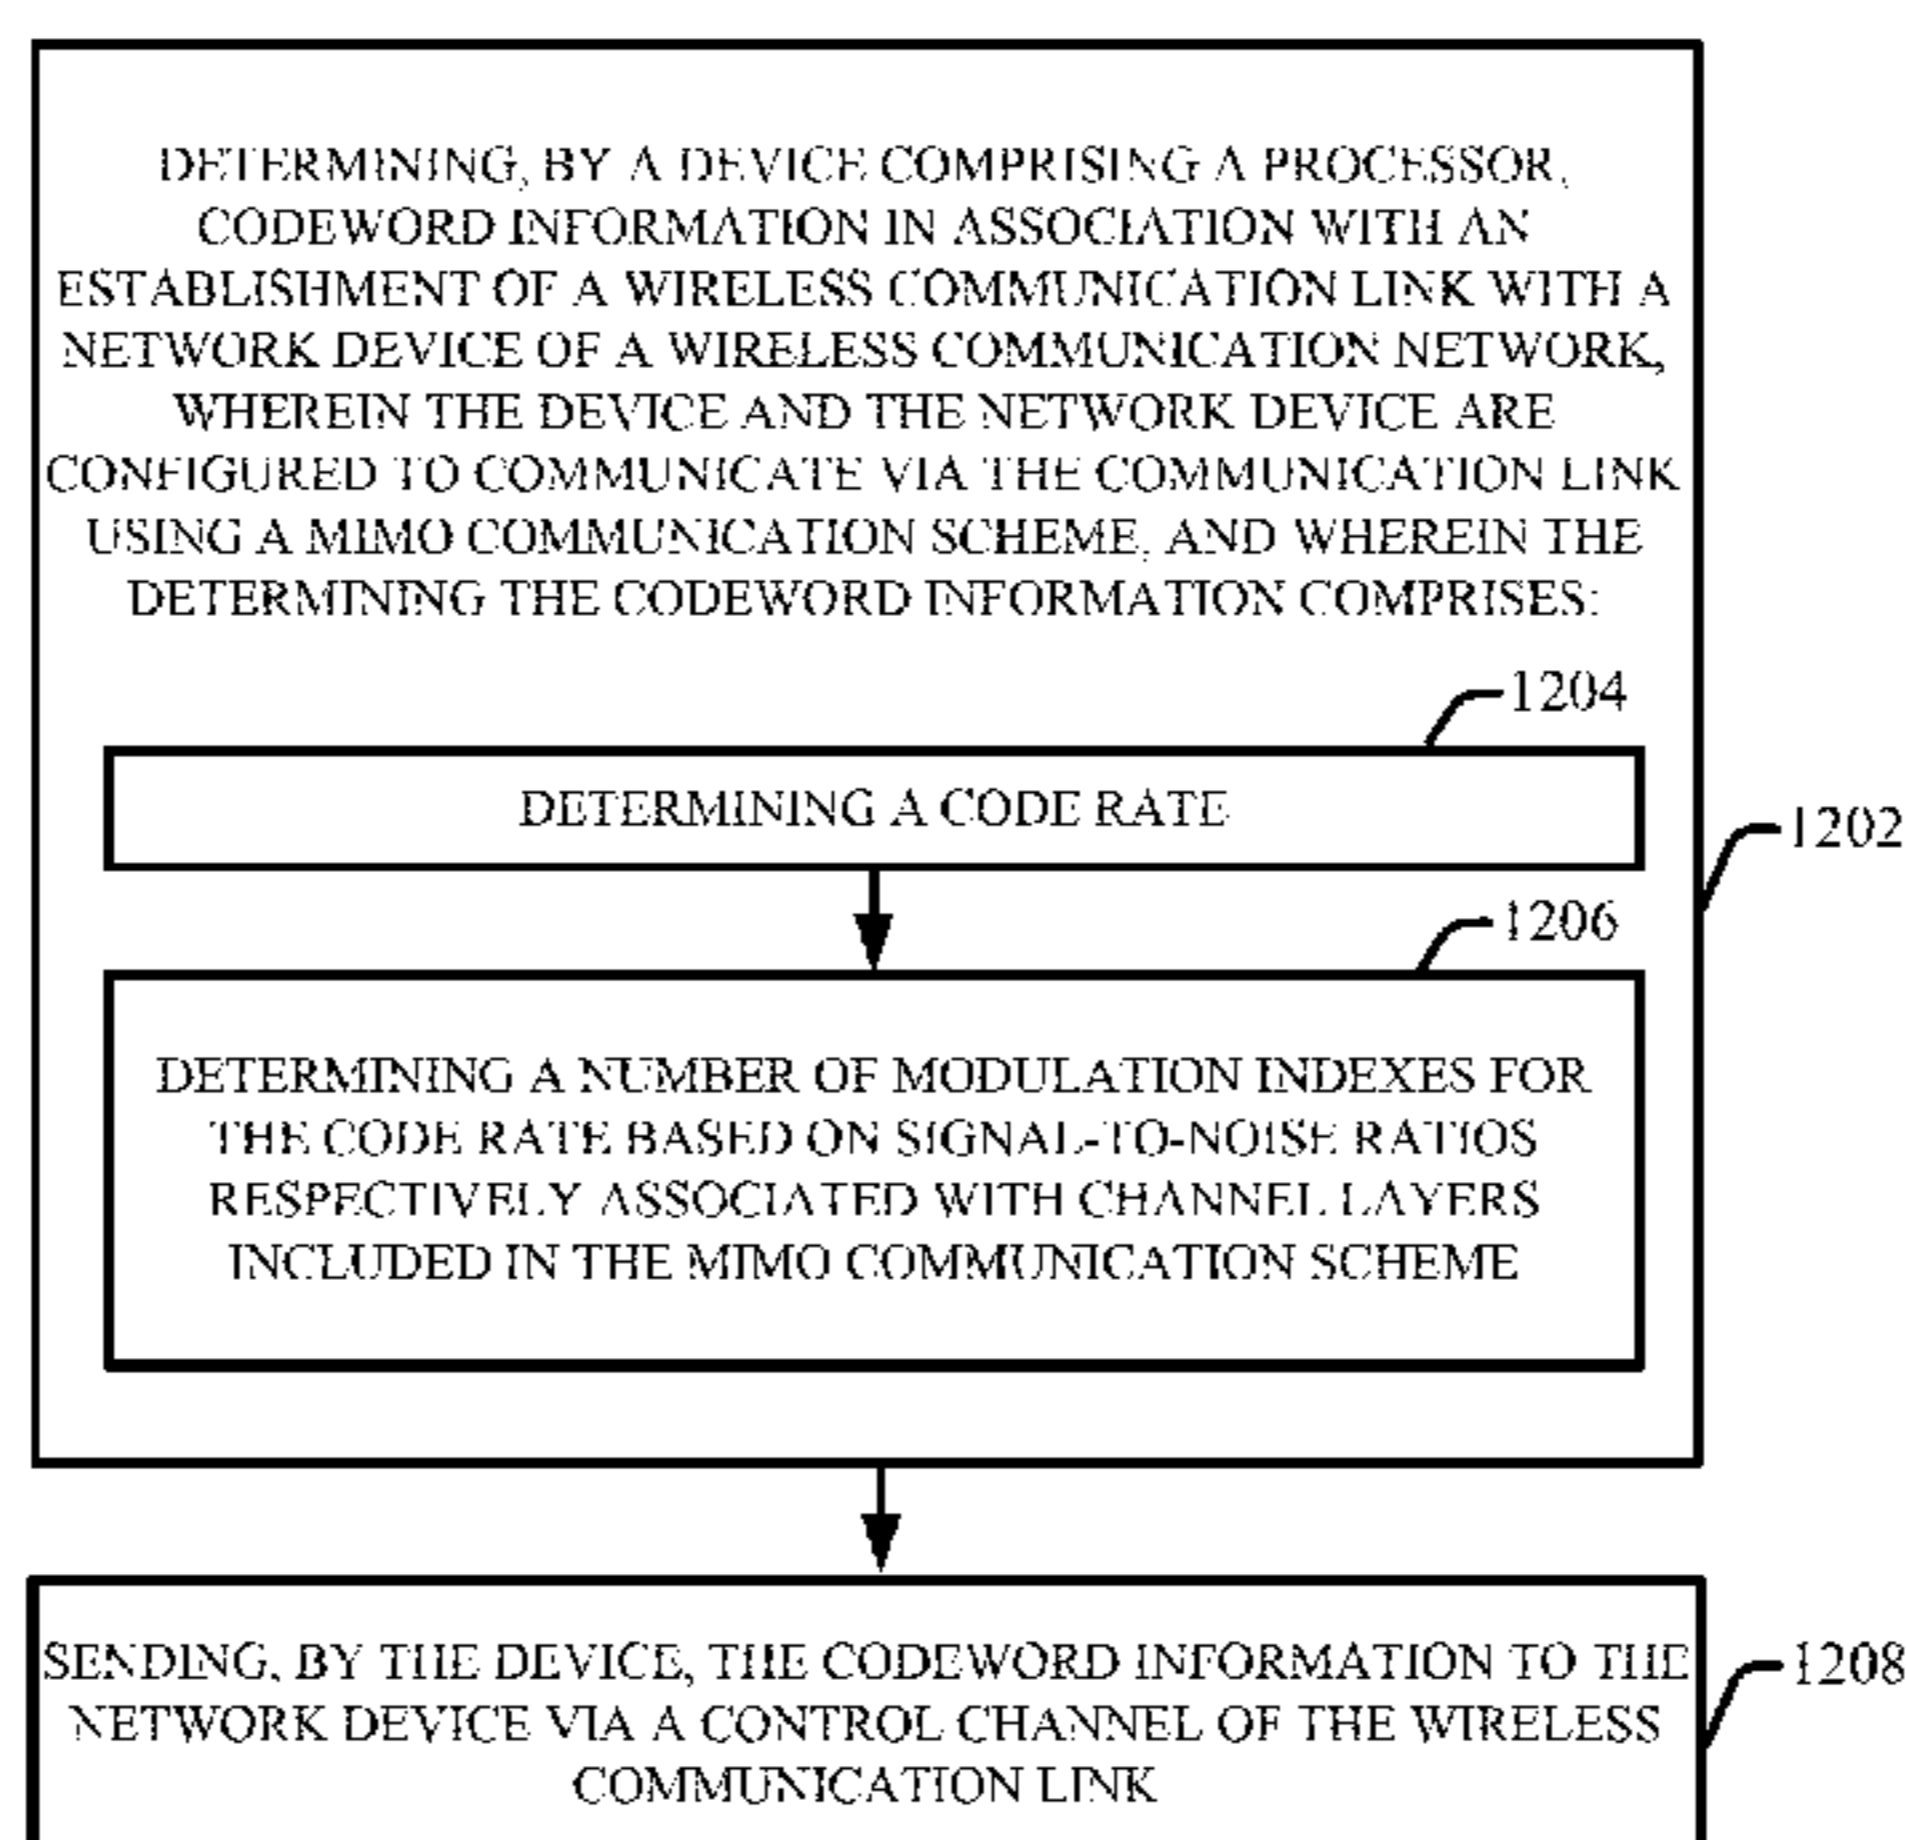 DETERMINING, BY A DEVICE COMPRISING A PROCESSOR,
CODEWORD INFORMATION IN ASSOCIATION WITH AN
ESTABLISHMENT OF A WIRELESS COMMUNICATION LINK WITH A
NETWORK DEVICE OF A WIRELESS COMMUNICATION NETWORK,
WHEREIN THE DEVICE AND THE NETWORK DEVICE ARE
CONFIGURED TO COMMUNICATE VIA THE COMMUNICATION LINK
USING A MIMO COMMUNICATION SCHEME, AND WHEREIN THE
DETERMINING THE CODEWORD INFORMATION COMPRISES:
1204
DETERMINING A CODE RATE
1202
1206
DETERMINING A NUMBER OF MODULATION INDEXES FOR
THE CODE RATE BASED ON SIGNAL-TO-NOISE RATIOS
RESPECTIVELY ASSOCIATED WITH CHANNEL LAYERS
INCLUDED IN THE MIMO COMMUNICATION SCHEME
SENDING, BY THE DEVICE, THE CODEWORD INFORMATION TO THE
NETWORK DEVICE VIA A CONTROL CHANNEL OF THE WIRELESS
COMMUNICATION LINK
1208